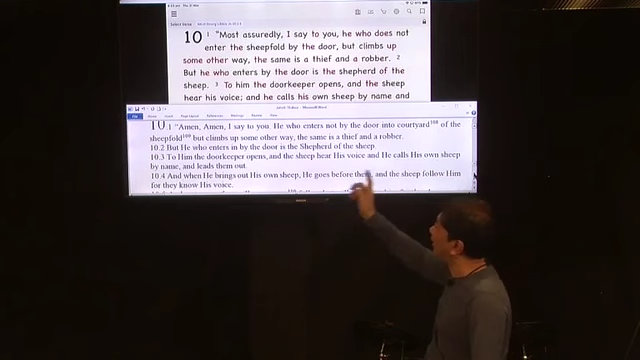 10 1 "Most assuredly, I say to you, he who does not
enter the sheepfold by the door, but climbs up
some other way, the same is a thief and a robber. 2
But he who enters by the door is the shepherd of the
sheep. 3 To him the doorkeeper opens, and the sheep
hear his voice; and he calls his own sheep by name and
10.1 "Amen, Amen, I say to you. He who enters not by the door into courtyard of the
sheepfold but climbs up some other way, the same is a thief and a robber.
10.2 But He who enters in by the door is the Shepherd of the sheep.
10.3 To Him the doorkeeper opens, and the sheep hear His voice and He calls His own sheep
by name, and leads them out.
10.4 And when He brings out His own sheep, He goes before them, and the sheep follow Him
for they know His voice.